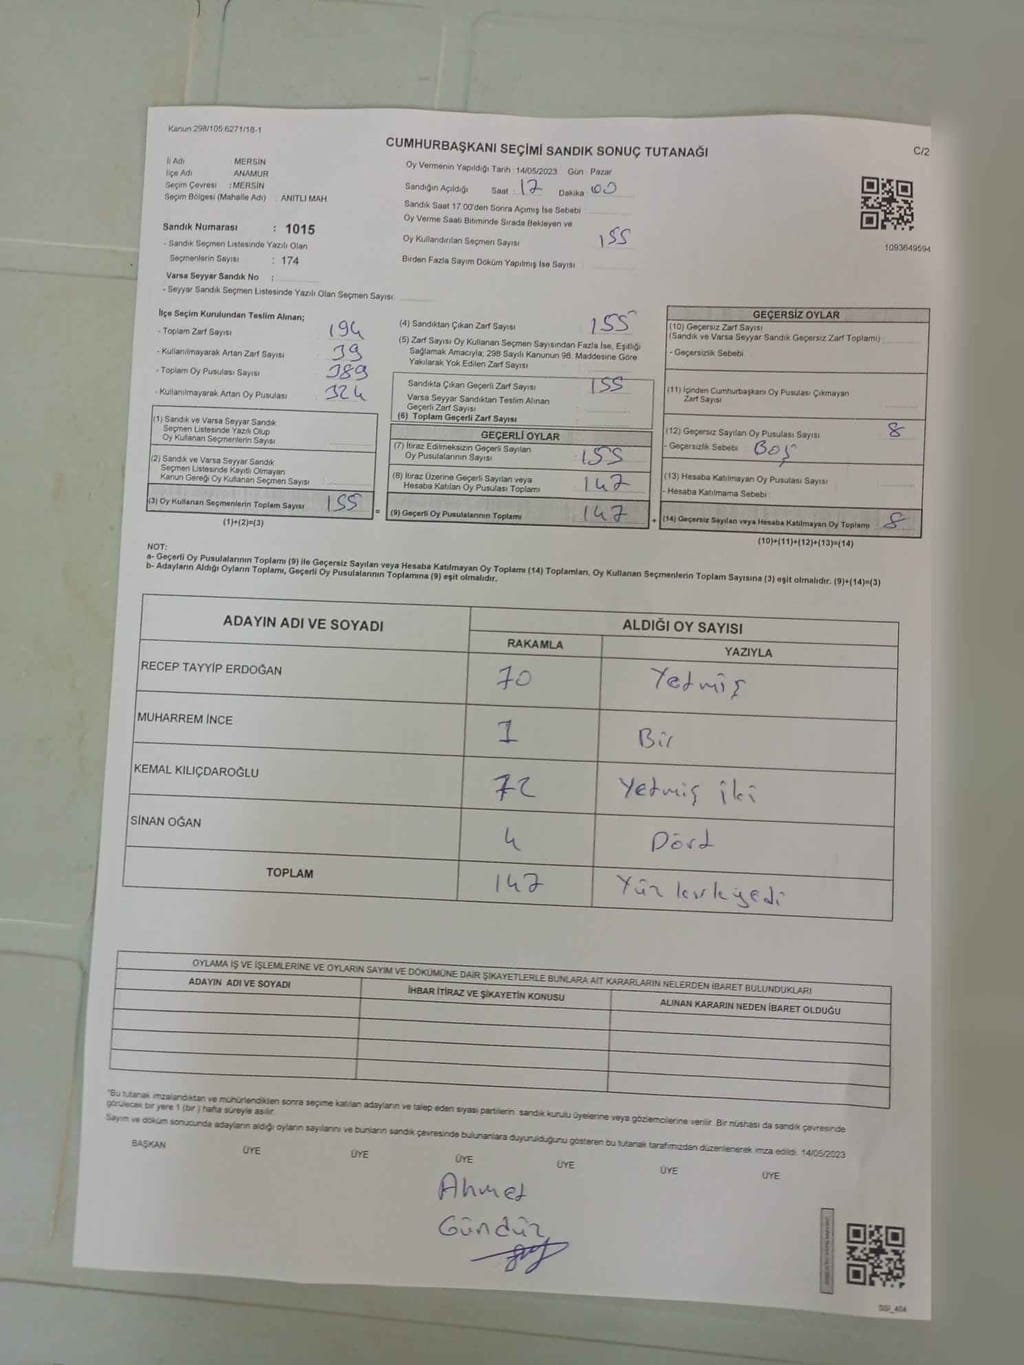 Kanun:298/105:6271/18-1
C/2
CUMHURBAŞKANI SEÇİMİ SANDIK SONUÇ TUTANAĞI
İl Adı MERSİN
İlçe Adı ANAMUR
Seçim Çevresi : MERSİN
Seçim Bölgesi (Mahalle Adı) : ANITLI MAH
Sandık Numarası : 1015
- Sandık Seçmen Listesinde Yazılı Olan
Seçmenlerin Sayısı : 174
Varsa Seyyar Sandık No :
- Seyyar Sandık Seçmen Listesinde Yazılı Olan Seçmen Sayısı
Oy Vermenin Yapıldığı Tarih :14/05/2023 Gün Pazar
Sandığın Açıldığı Saat : 17 Dakika 00
Sandık Saat 17.00'den Sonra Açımış İse Sebebi
Oy Verme Saati Bitiminde Sırada Bekleyen ve
Oy Kullandırılan Seçmen Sayısı 155
Birden Fazla Sayım Döküm Yapılmış İse Sayısı
1093649594
İlçe Seçim Kurulundan Teslim Alınan;
- Toplam Zarf Sayısı 194
- Kullanılmayarak Artan Zarf Sayısı 39
- Toplam Oy Pusulası Sayısı 389
- Kullanılmayarak Artan Oy Pusulası 324
(1) Sandık ve Varsa Seyyar Sandık
Seçmen Listesinde Yazılı Olup
Oy Kullanan Seçmenlerin Sayısı
(2) Sandık ve Varsa Seyyar Sandık
Seçmen Listesinde Kayıtlı Olmayan
Kanun Gereği Oy Kullanan Seçmen Sayısı
(3) Oy Kullanan Seçmenlerin Toplam Sayısı 155
(1)+(2)=(3)
=
(4) Sandıktan Çıkan Zarf Sayısı 155
(5) Zarf Sayısı Oy Kullanan Seçmen Sayısından Fazla İse, Eşitliği
Sağlamak Amacıyla; 298 Sayılı Kanunun 98. Maddesine Göre
Yakılarak Yok Edilen Zarf Sayısı
Sandıkta Çıkan Geçerli Zarf Sayısı 155
Varsa Seyyar Sandıktan Teslim Alınan
Geçerli Zarf Sayısı
(6) Toplam Geçerli Zarf Sayısı
GEÇERLİ OYLAR
(7) İtiraz Edilmeksizin Geçerli Sayılan
Oy Pusulalarının Sayısı 155
(8) İtiraz Üzerine Geçerli Sayılan veya
Hesaba Katılan Oy Pusulası Toplamı 147
(9) Geçerli Oy Pusulalarının Toplamı 147
+
GEÇERSİZ OYLAR
(10) Geçersiz Zarf Sayısı
(Sandık ve Varsa Seyyar Sandık Geçersiz Zarf Toplamı)
- Geçersizlik Sebebi
(11) İçinden Cumhurbaşkanı Oy Pusulası Çıkmayan
Zarf Sayısı
(12) Geçersiz Sayılan Oy Pusulası Sayısı 8
- Geçersizlik Sebebi BOŞ
(13) Hesaba Katılmayan Oy Pusulası Sayısı
- Hesaba Katılmama Sebebi
(14) Geçersiz Sayılan veya Hesaba Katılmayan Oy Toplamı 8
(10)+(11)+(12)+(13)=(14)
NOT:
a- Geçerli Oy Pusulalarının Toplamı (9) ile Geçersiz Sayılan veya Hesaba Katılmayan Oy Toplamı (14) Toplamları, Oy Kullanan Seçmenlerin Toplam Sayısına (3) eşit olmalıdır. (9)+(14)=(3)
b- Adayların Aldığı Oyların Toplamı, Geçerli Oy Pusulalarının Toplamına (9) eşit olmalıdır.
ADAYIN ADI VE SOYADI ALDIĞI OY SAYISI
RAKAMLA YAZIYLA
RECEP TAYYİP ERDOĞAN 70 Yetmiş
MUHARREM İNCE 1 Bir
KEMAL KILIÇDAROĞLU 72 Yetmiş iki
SİNAN OĞAN 4 Dört
TOPLAM 147 Yüz kırkyedi
OYLAMA İŞ VE İŞLEMLERİNE VE OYLARIN SAYIM VE DÖKÜMÜNE DAİR ŞİKAYETLERLE BUNLARA AİT KARARLARIN NELERDEN İBARET BULUNDUKLARI
ADAYIN ADI VE SOYADI İHBAR İTİRAZ VE ŞİKAYETİN KONUSU ALINAN KARARIN NEDEN İBARET OLDUĞU
"Bu tutanak imzalandıktan ve mühürlendikten sonra seçime katılan adayların ve talep eden siyasi partilerin sandık kurulu üyelerine veya gözlemcilerine verilir. Bir nüshası da sandık çevresinde
görülecek bir yere 1 (bir ) hafta süreyle asılır.
Sayım ve döküm sonucunda adayların aldığı oyların sayılarını ve bunların sandık çevresinde bulunanlara duyurulduğunu gösteren bu tutanak tarafımızdan düzenlenerek imza edildi. 14/05/2023
BAŞKAN ÜYE ÜYE ÜYE ÜYE ÜYE ÜYE
Ahmet
Gündüz